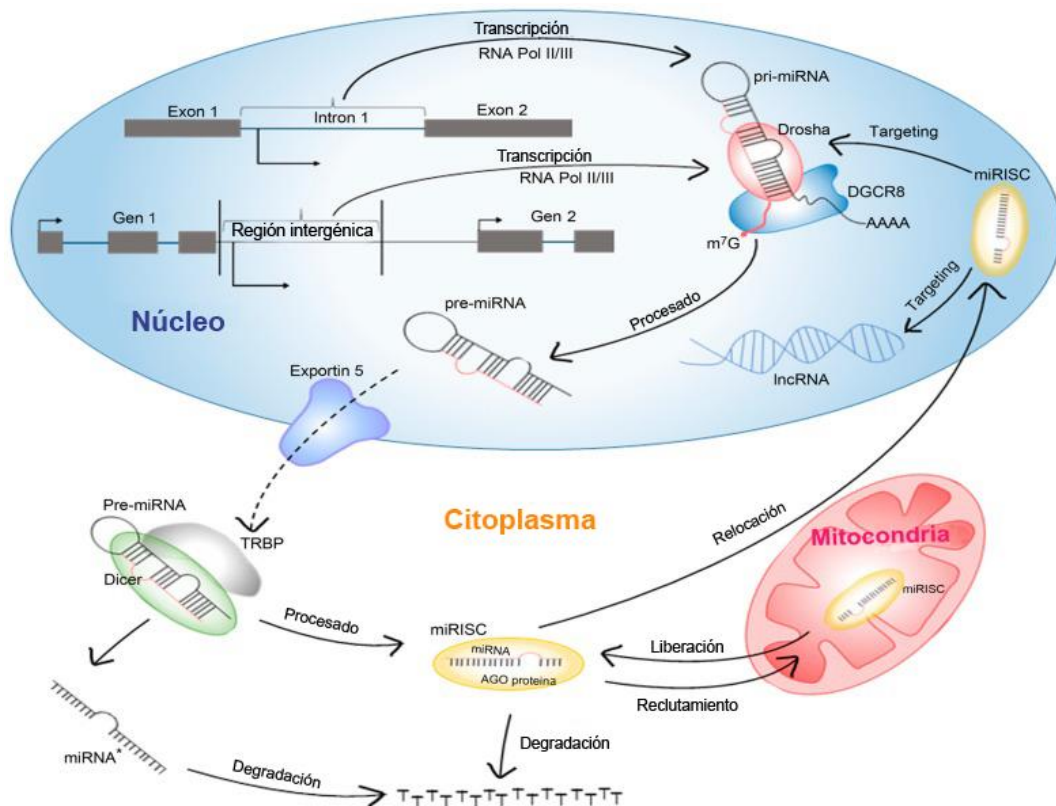 Transcripción
RNA Pol II/III
pri-miRNA
Exon 1
Intron 1
Exon 2
Drosha
Targeting
Transcripción
RNA Pol II/III
miRISC
DGCR8
Gen 1
Región intergénica
Gen 2
AAAA
m7G
Targeting
Núcleo
pre-miRNA
Procesado
lncRNA
Exportin 5
Pre-miRNA
Citoplasma
Relocación
Mitocondria
TRBP
Dicer
miRISC
Procesado
miRISC
miRNA
AGO proteina
Liberación
Reclutamiento
Degradación
miRNA*
Degradación